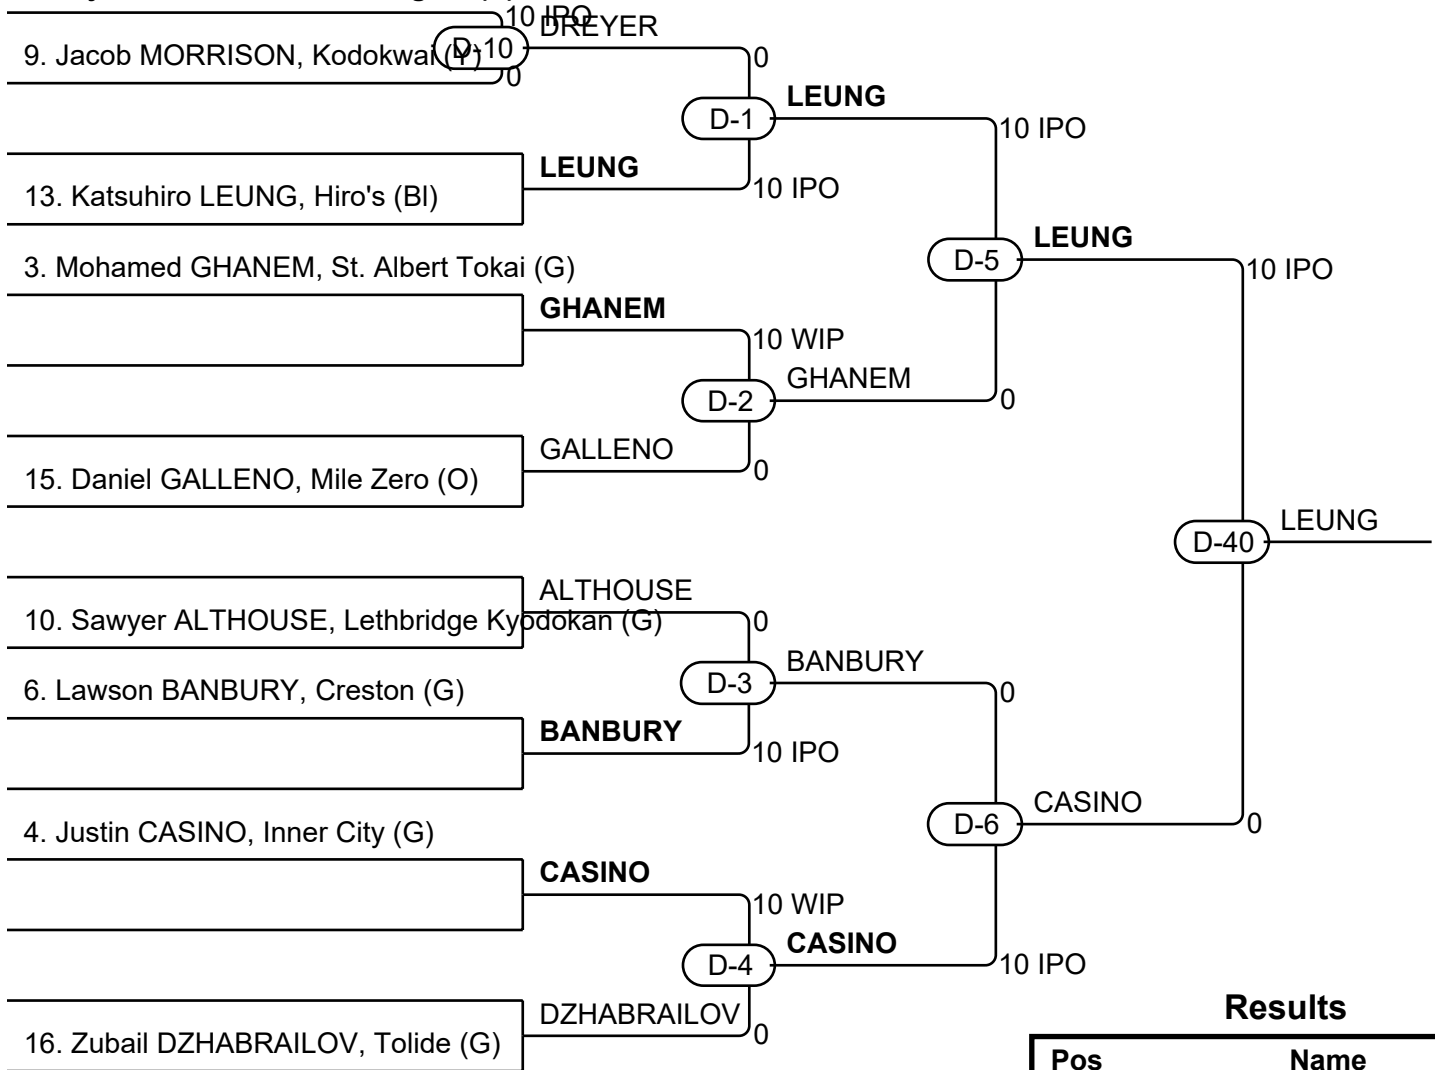 10 IPO
DREYER
9. Jacob MORRISON, Kodokwai (Y)
D-10
0
0
LEUNG
D-1
10 IPO
LEUNG
10 IPO
13. Katsuhiro LEUNG, Hiro's (Bl)
LEUNG
D-5
3. Mohamed GHANEM, St. Albert Tokai (G)
10 IPO
GHANEM
10 WIP
GHANEM
D-2
0
GALLENO
0
15. Daniel GALLENO, Mile Zero (O)
LEUNG
D-40
ALTHOUSE
10. Sawyer ALTHOUSE, Lethbridge Kyodokan (G)
0
BANBURY
6. Lawson BANBURY, Creston (G)
D-3
0
BANBURY
10 IPO
CASINO
D-6
0
4. Justin CASINO, Inner City (G)
CASINO
10 WIP
CASINO
D-4
10 IPO
DZHABRAILOV
0
16. Zubail DZHABRAILOV, Tolide (G)
Results
Pos Name